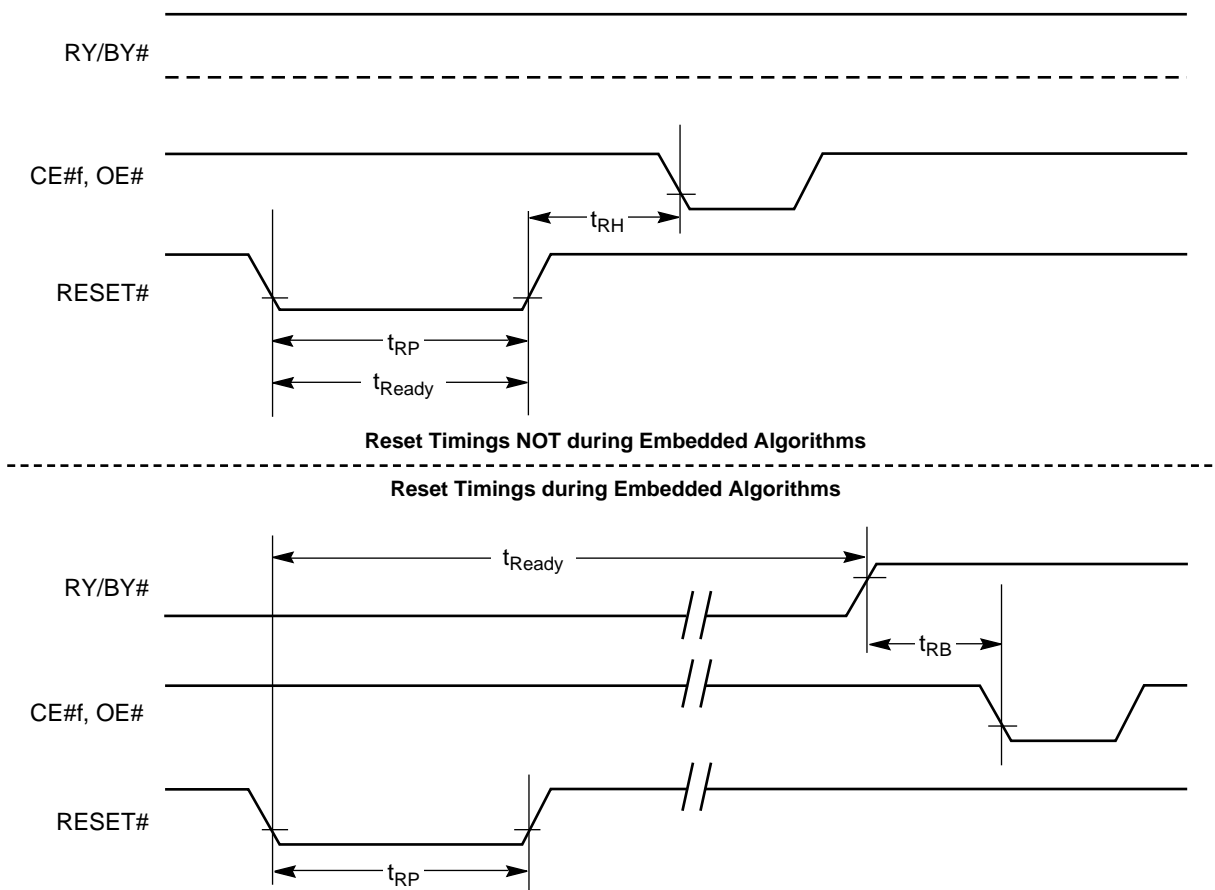 RY/BY#
CE#f, OE#
tRH
RESET#
tRP
tReady
Reset Timings NOT during Embedded Algorithms
Reset Timings during Embedded Algorithms
tReady
RY/BY#
tRB
CE#f, OE#
RESET#
tRP